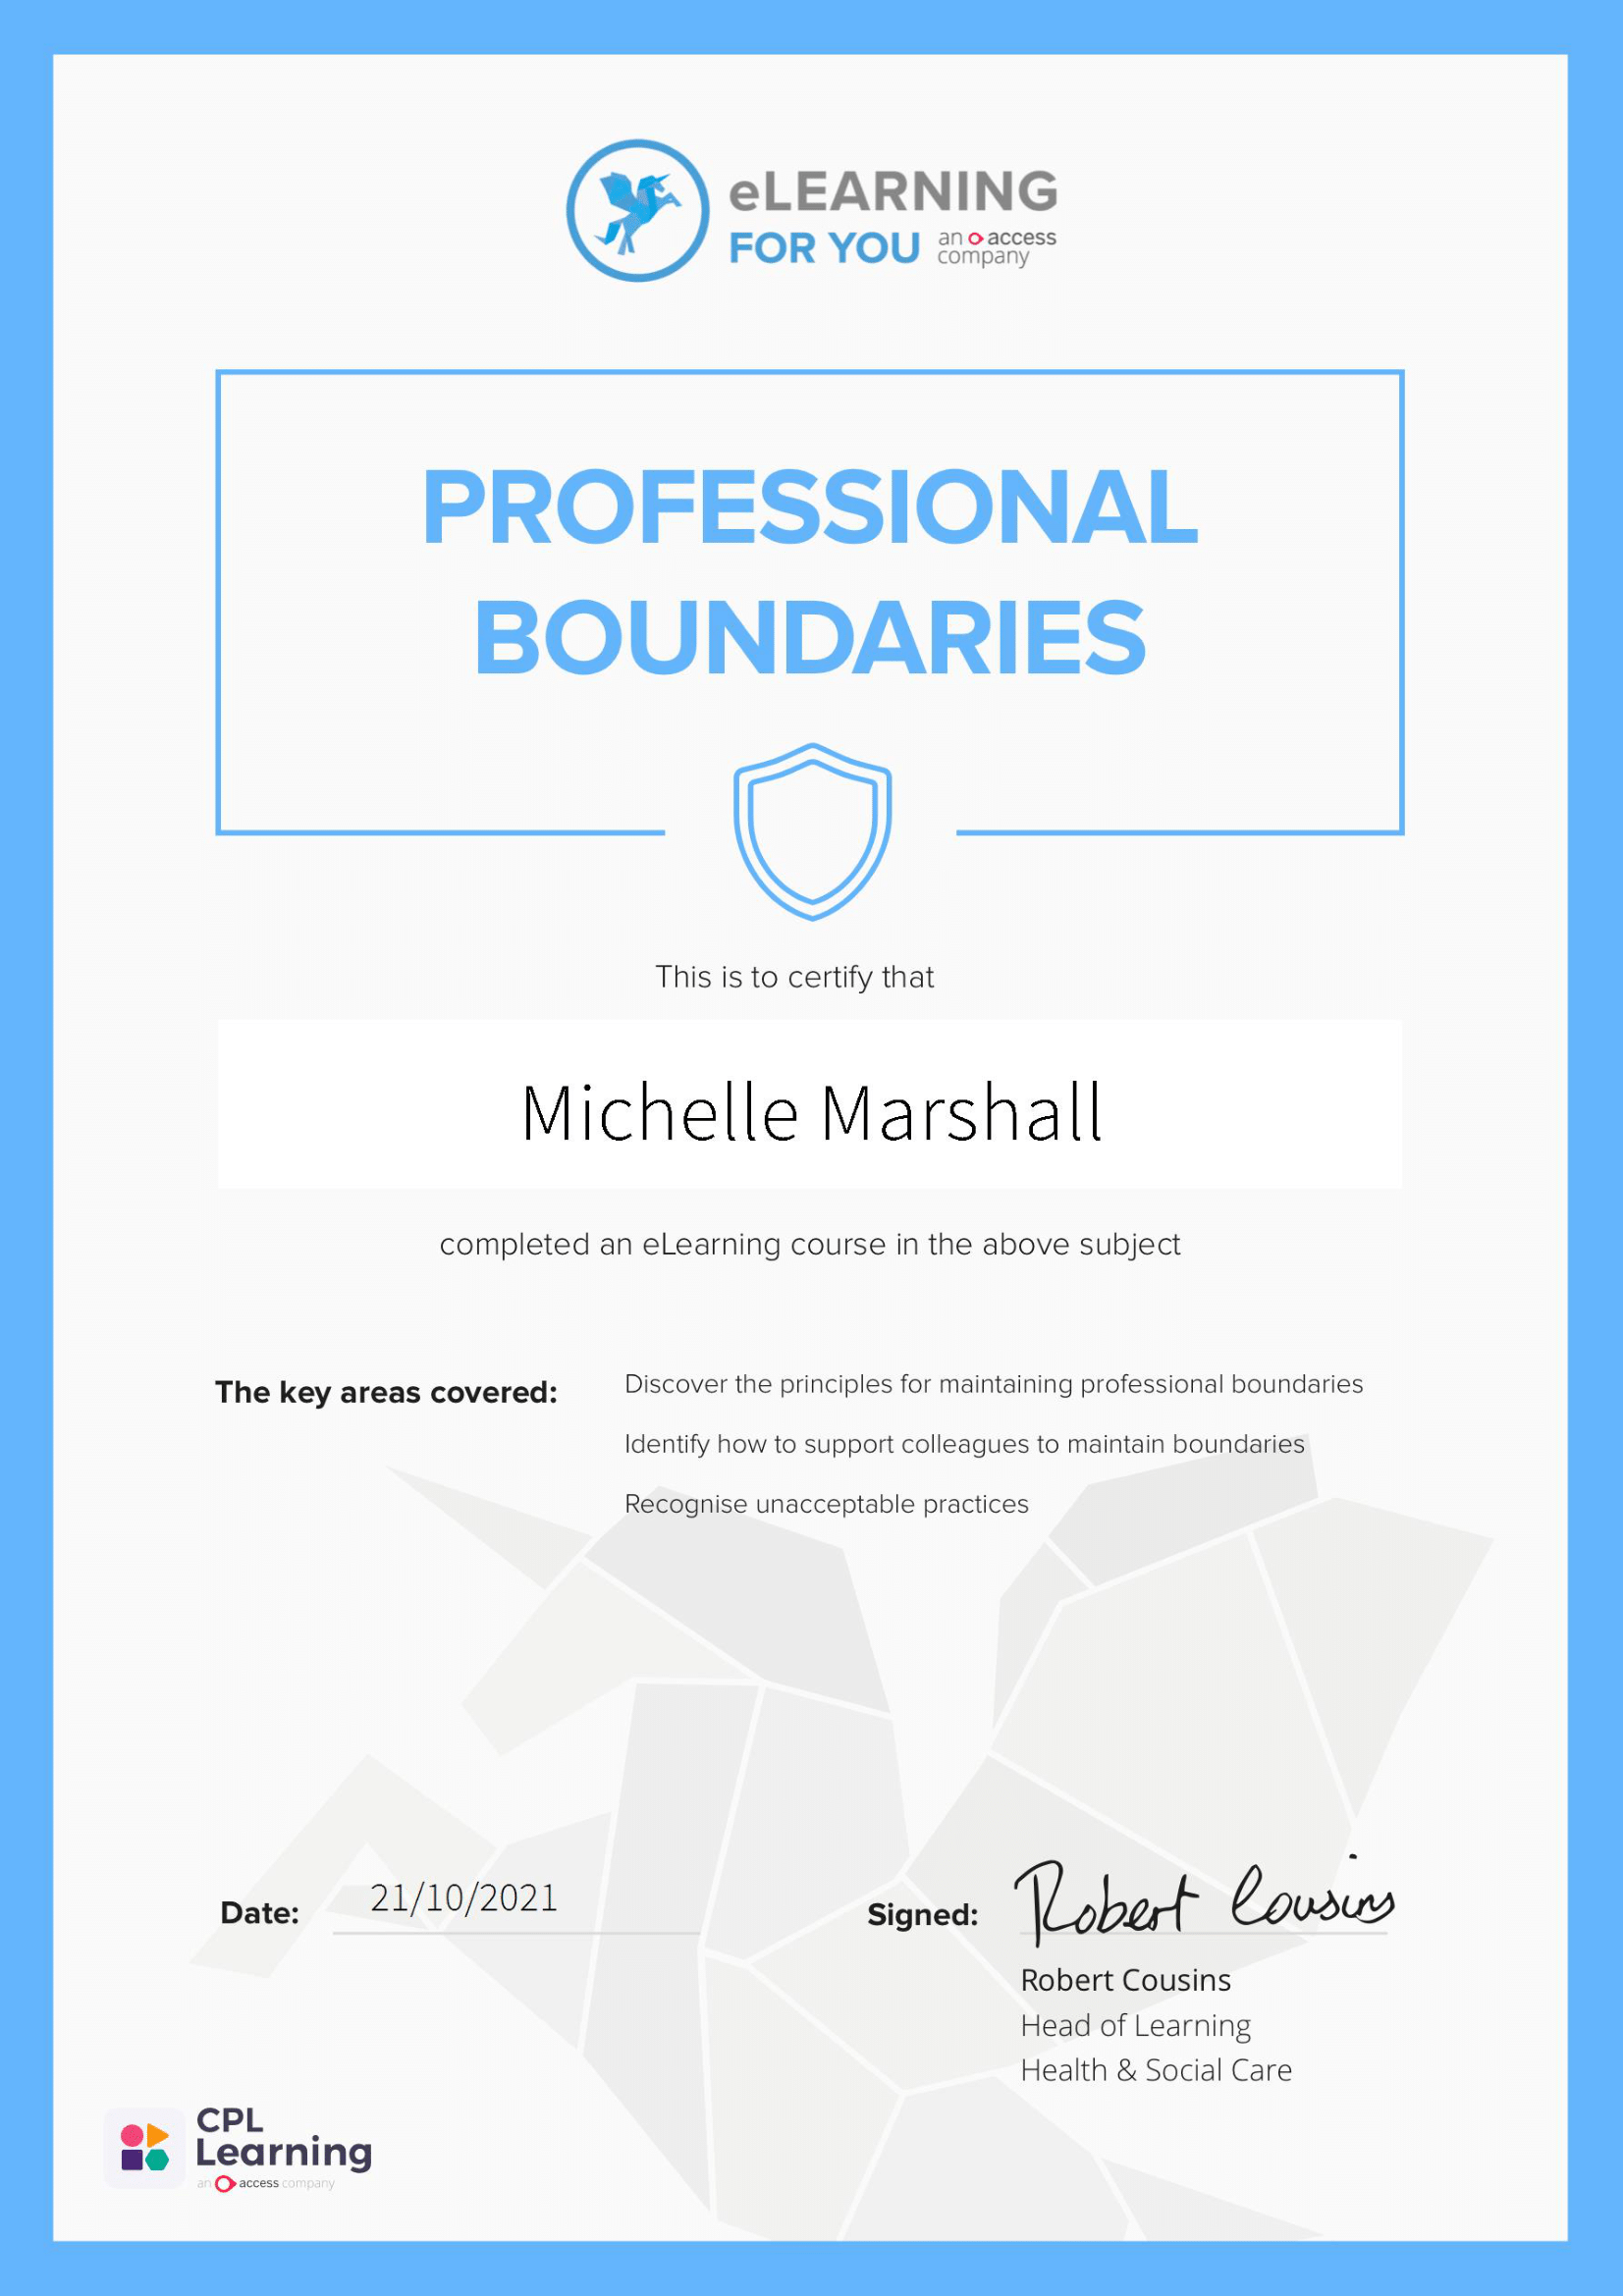 eLEARNING
FOR YOU an access company
PROFESSIONAL
BOUNDARIES
This is to certify that
Michelle Marshall
completed an eLearning course in the above subject
The key areas covered: Discover the principles for maintaining professional boundaries
Identify how to support colleagues to maintain boundaries
Recognise unacceptable practices
Date: 21/10/2021
Signed: Robert Cousins
Robert Cousins
Head of Learning
Health & Social Care
CPL
Learning
an access company